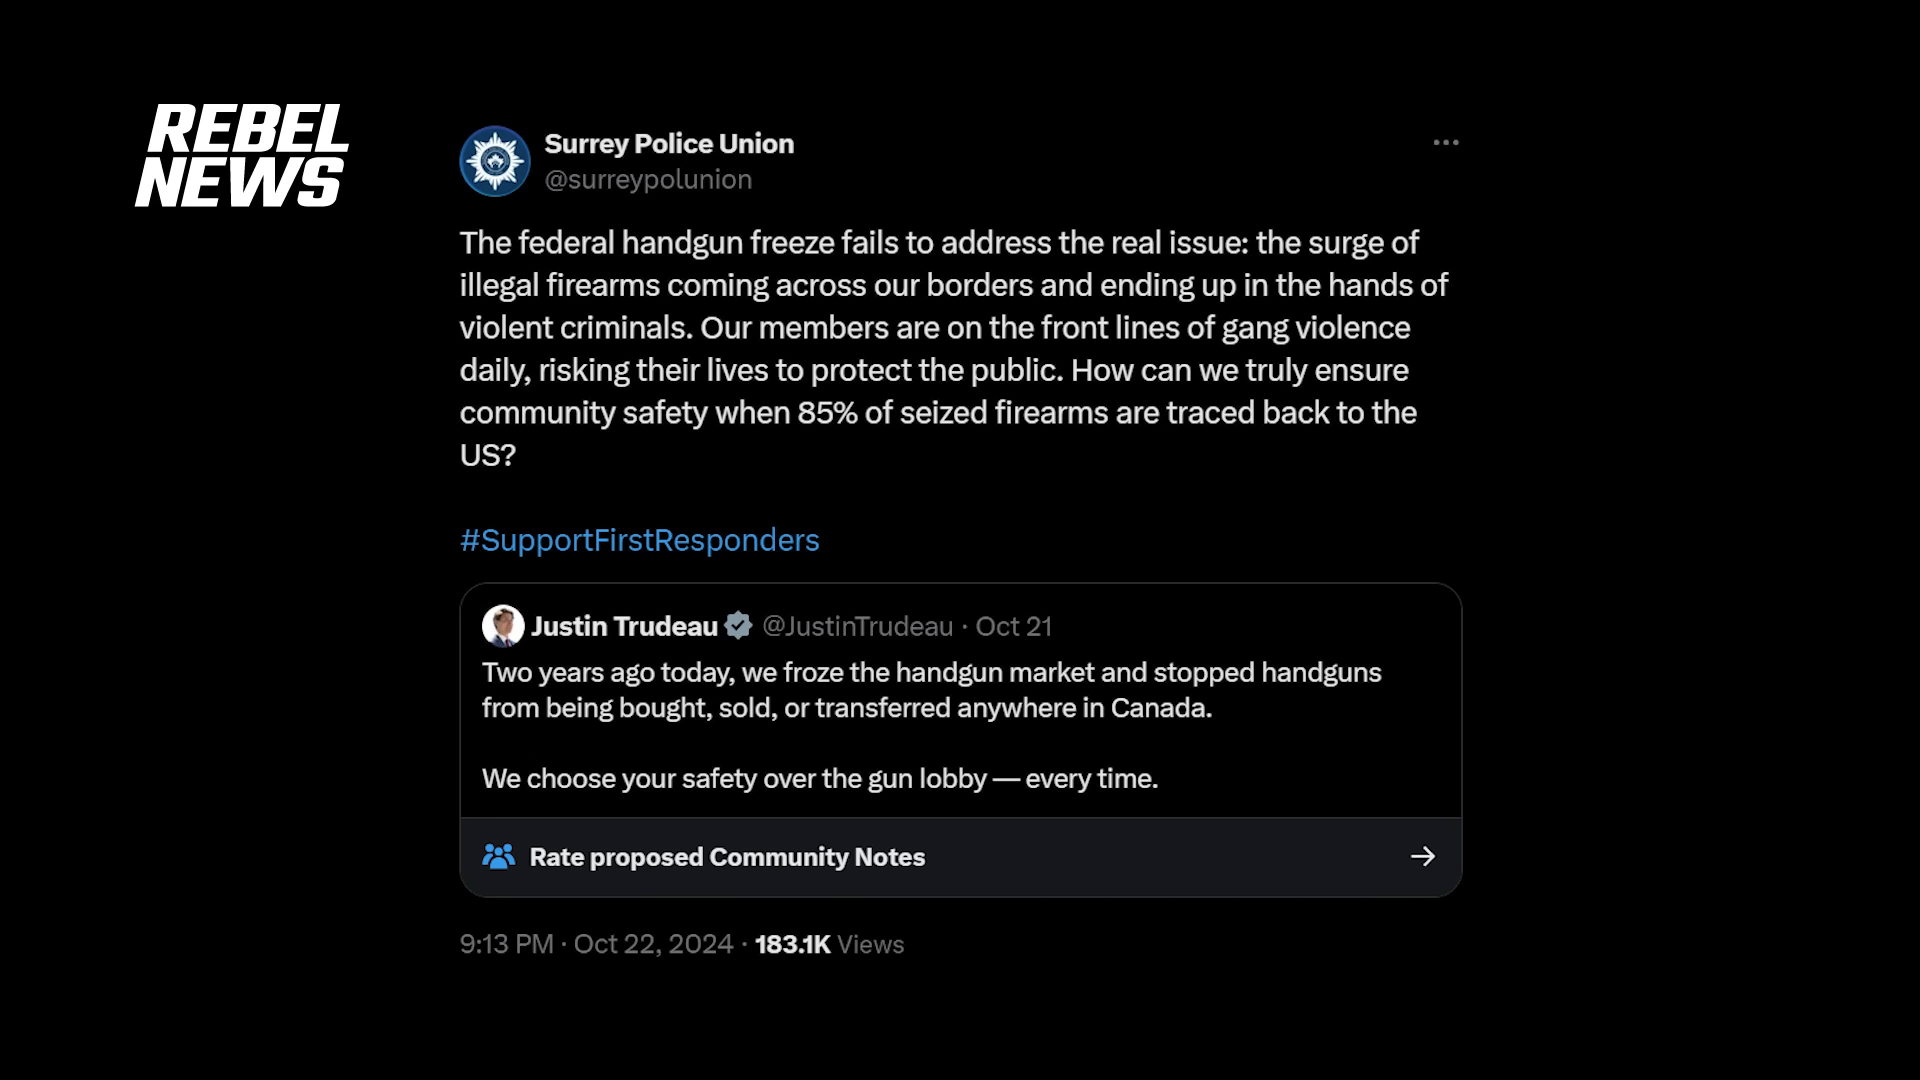 REBEL
NEWS
Surrey Police Union
@surreypolunion
The federal handgun freeze fails to address the real issue: the surge of
illegal firearms coming across our borders and ending up in the hands of
violent criminals. Our members are on the front lines of gang violence
daily, risking their lives to protect the public. How can we truly ensure
community safety when 85% of seized firearms are traced back to the
US?
#SupportFirstResponders
Justin Trudeau @JustinTrudeau · Oct 21
Two years ago today, we froze the handgun market and stopped handguns
from being bought, sold, or transferred anywhere in Canada.
We choose your safety over the gun lobby — every time.
Rate proposed Community Notes
9:13 PM · Oct 22, 2024 · 183.1K Views